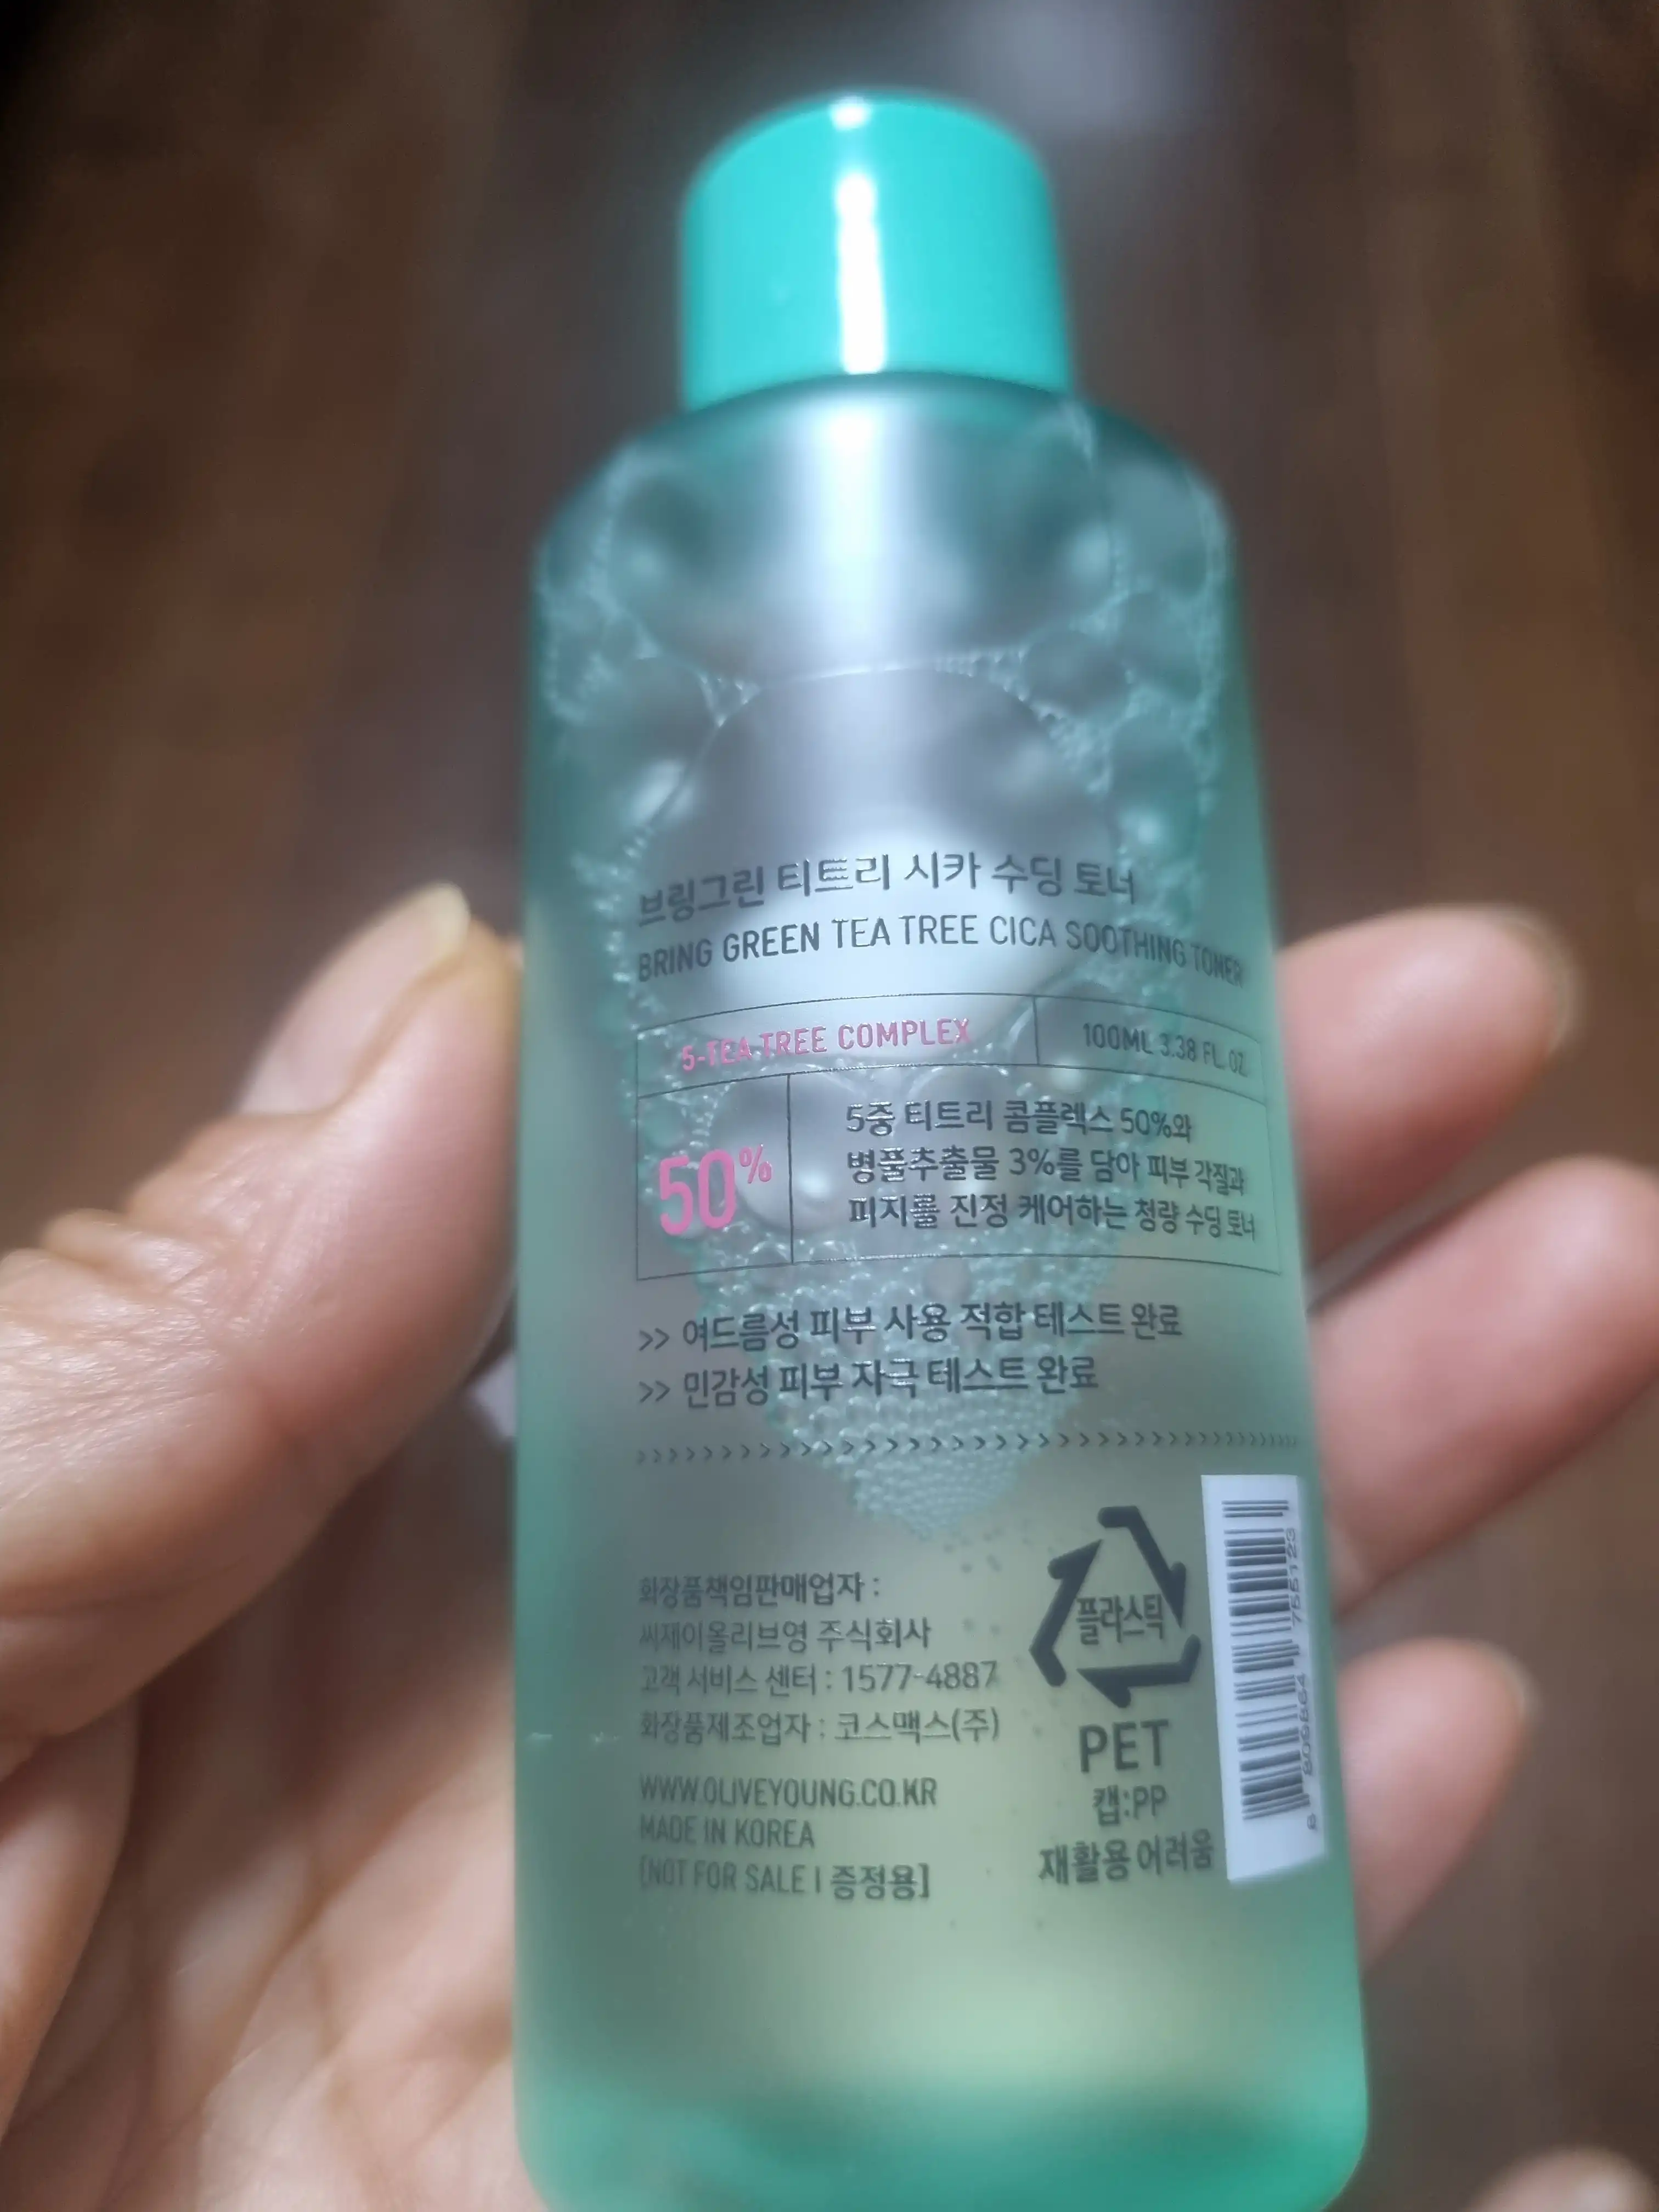 브링그린 티트리 시카 수딩 토너
BRING GREEN TEA TREE CICA SOOTHING TONER
5-TEA TREE COMPLEX
100ML 3.38 FL. OZ.
50%
5중 티트리 콤플렉스 50%와
병풀추출물 3%를 담아 피부 각질과
피지를 진정 케어하는 청량 수딩 토너
>> 여드름성 피부 사용 적합 테스트 완료
>> 민감성 피부 자극 테스트 완료
화장품책임판매업자 :
씨제이올리브영 주식회사
고객 서비스 센터 : 1577-4887
화장품제조업자 : 코스맥스(주)
WWW.OLIVEYOUNG.CO.KR
MADE IN KOREA
[NOT FOR SALE | 증정용]
플라스틱
PET
캡:PP
재활용 어려움
8 809864 755123